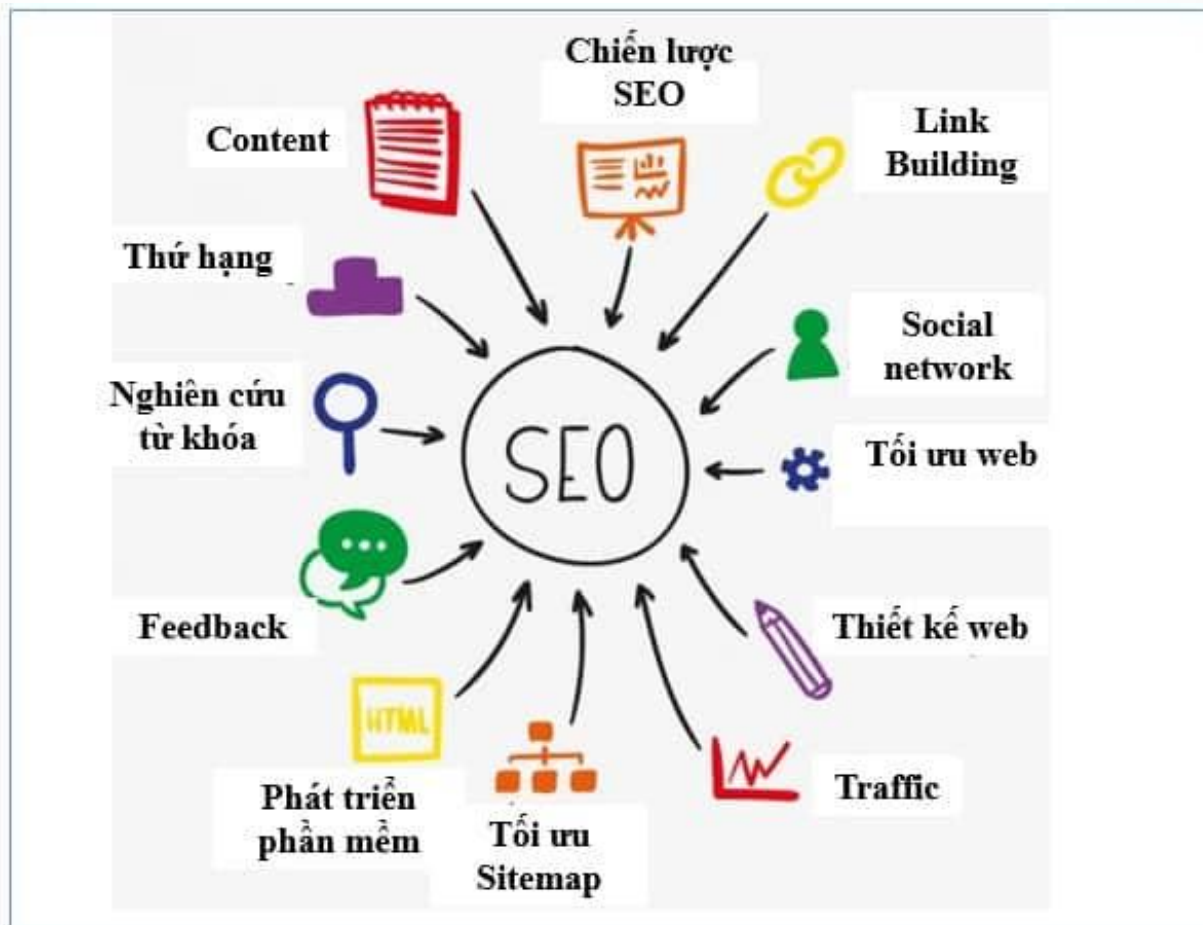 Chiến lược
SEO
Content
Link
Building
Thứ hạng
Social
network
Nghiên cứu
từ khóa
SEO
Tối ưu web
Feedback
Thiết kế web
HTML
Phát triển
phần mềm
Tối ưu
Sitemap
Traffic